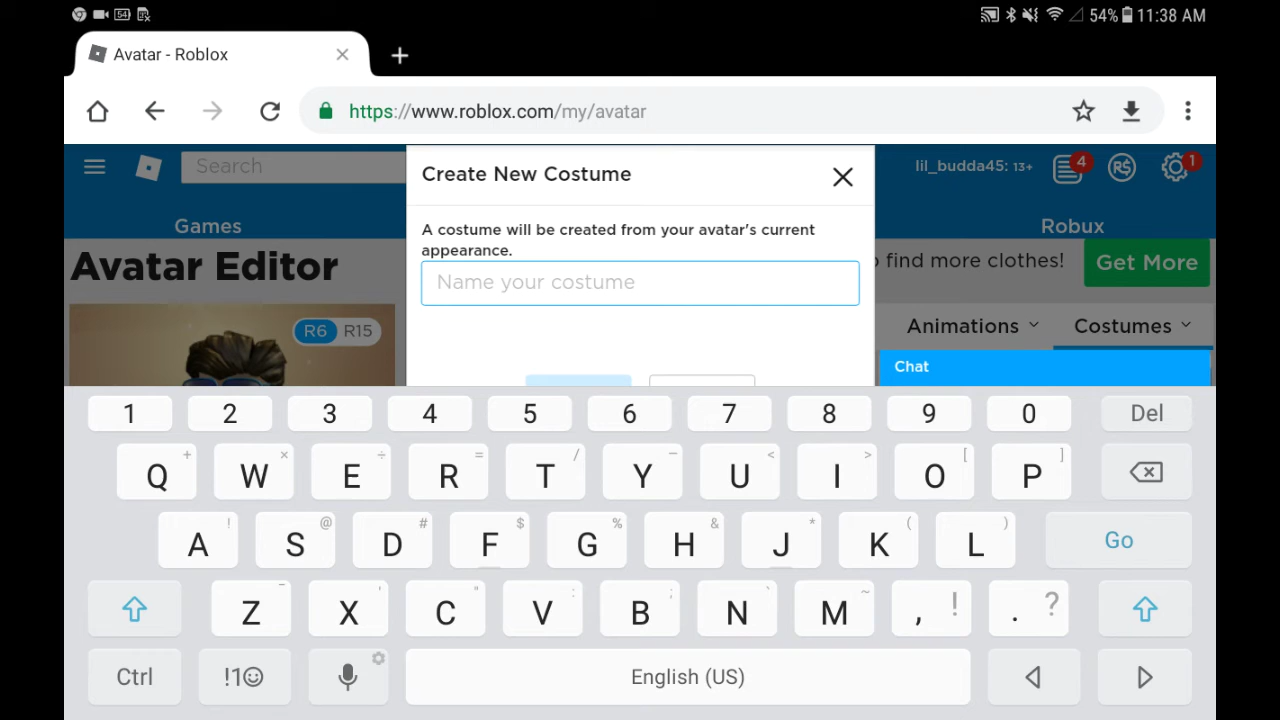 54
54% 11:38 AM
Avatar - Roblox
https://www.roblox.com/my/avatar
Search
Create New Costume
lil_budda45: 13+
4
R$
1
Games
Robux
A costume will be created from your avatar's current
appearance.
Avatar Editor
find more clothes!
Get More
Name your costume
R6 R15
Animations
Costumes
Chat
1 2 3 4 5 6 7 8 9 0 Del
+ × ÷ = / _ < > [ ]
Q W E R T Y U I O P
! @ # $ % & * ( )
A S D F G H J K L Go
- ' " : ; ` ~ ! ?
Z X C V B N M , .
Ctrl !1☺ English (US)